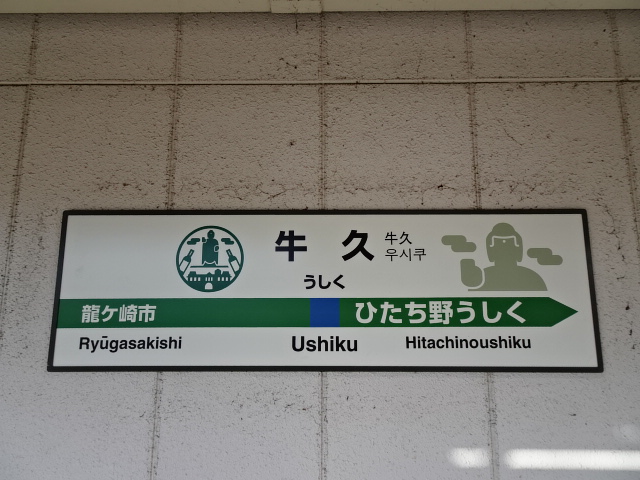 牛久
牛久
우시쿠
うしく
龍ケ崎市
ひたち野うしく
Ryūgasakishi
Ushiku
Hitachinoushiku